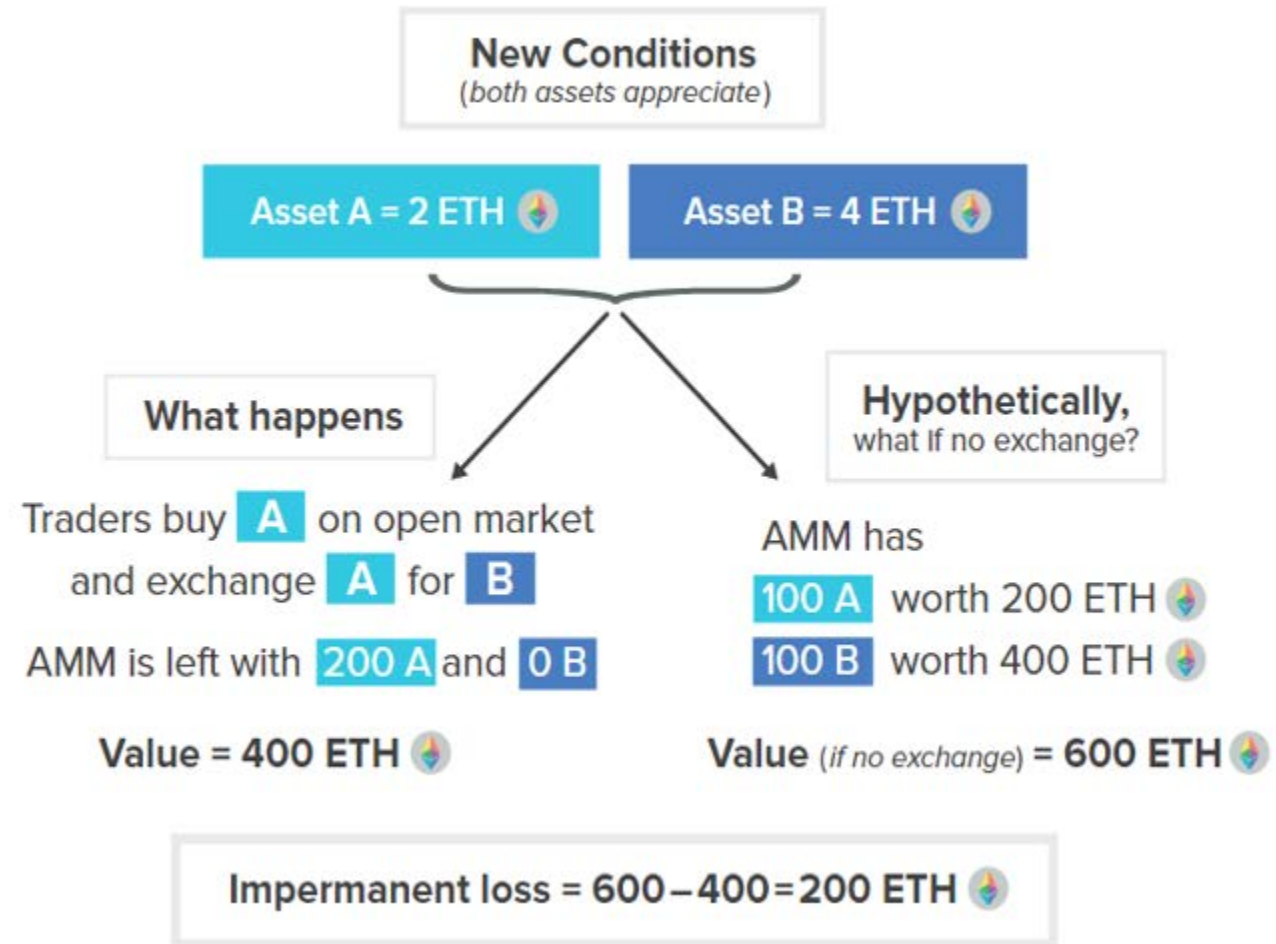 New Conditions
(both assets appreciate)
Asset A = 2 ETH
Asset B = 4 ETH
What happens
Traders buy A on open market
and exchange A for B
AMM is left with 200 A and 0 B
Value = 400 ETH
Hypothetically,
what If no exchange?
AMM has
100 A worth 200 ETH
100 B worth 400 ETH
Value (if no exchange) = 600 ETH
Impermanent loss = 600–400=200 ETH